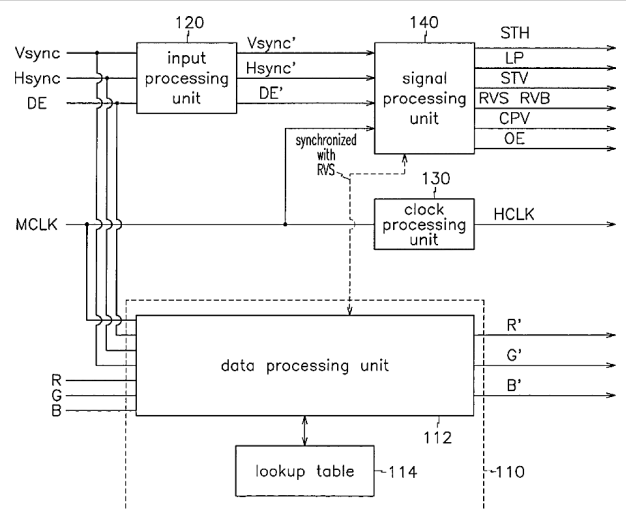 120
140
Vsync
Hsync
DE
input
processing
unit
Vsync'
Hsync'
DE'
signal
processing
unit
STH
LP
STV
RVS RVB
CPV
OE
synchronized
with
RVS
130
MCLK
clock
processing
unit
HCLK
R
G
B
data processing unit
R'
G'
B'
112
lookup table
114
110